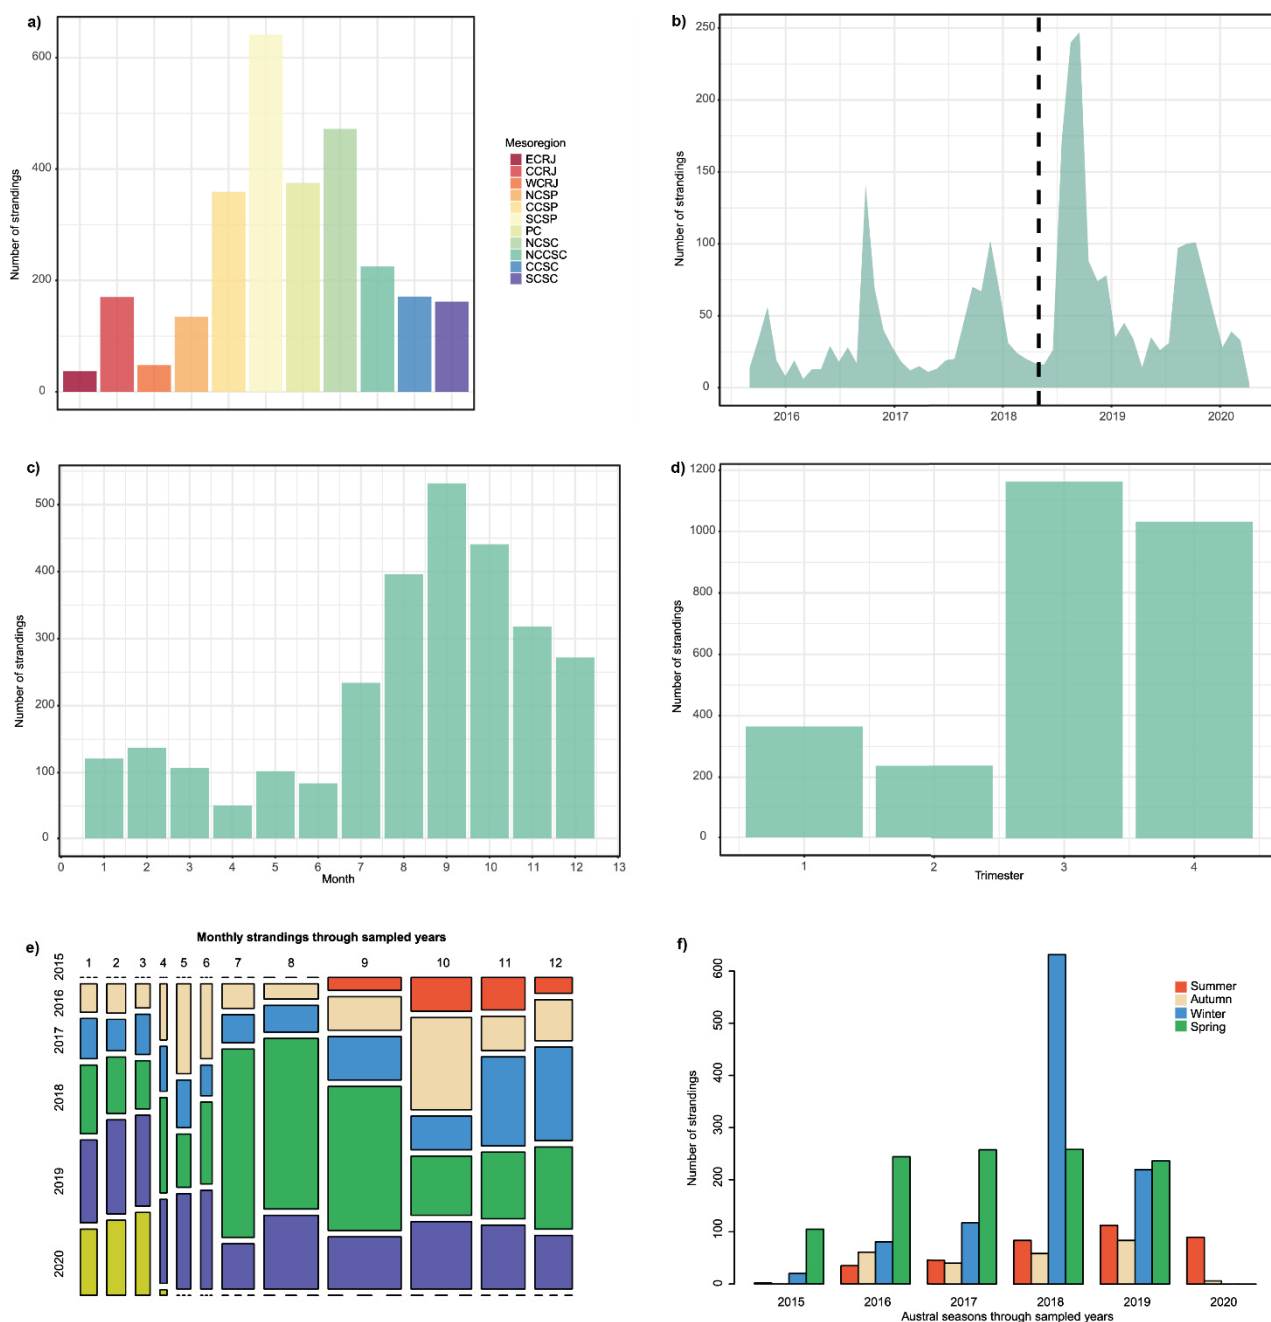 a)
600
400
200
0
Number of strandings
Mesoregion
ECRJ
CCRJ
WCRJ
NCSP
CCSP
SCSP
PC
NCSC
NCCSC
CCSC
SCSC
b)
250
200
150
100
50
0
Number of strandings
2016 2017 2018 2019 2020
c)
500
400
300
200
100
0
Number of strandings
0 1 2 3 4 5 6 7 8 9 10 11 12 13
Month
d)
1200
1000
800
600
400
200
0
Number of strandings
1 2 3 4
Trimester
e)
Monthly strandings through sampled years
1 2 3 4 5 6 7 8 9 10 11 12
2015
2016
2017
2018
2019
2020
f)
600
500
400
300
200
100
0
Number of strandings
Summer
Autumn
Winter
Spring
2015 2016 2017 2018 2019 2020
Austral seasons through sampled years